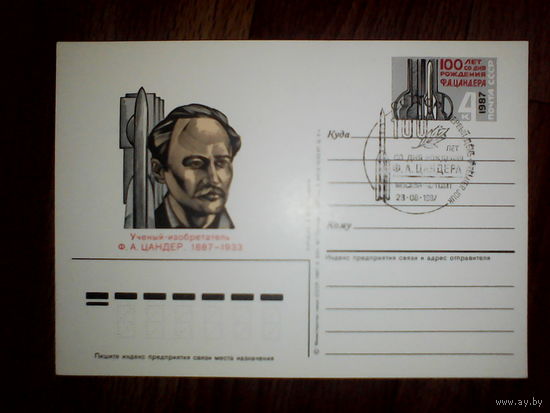 100 ЛЕТ
СО ДНЯ
РОЖДЕНИЯ
Ф.А.ЦАНДЕРА
4к
ПОЧТА СССР
1987
Куда
100
ЛЕТ
СО ДНЯ РОЖДЕНИЯ
Ф. А. ЦАНДЕРА
МОСКВА
23-08-1987
Ученый-изобретатель
Ф. А. ЦАНДЕР. 1887-1933
Кому
Индекс предприятия связи и адрес отправителя
Пишите индекс предприятия связи места назначения
www.ay.by